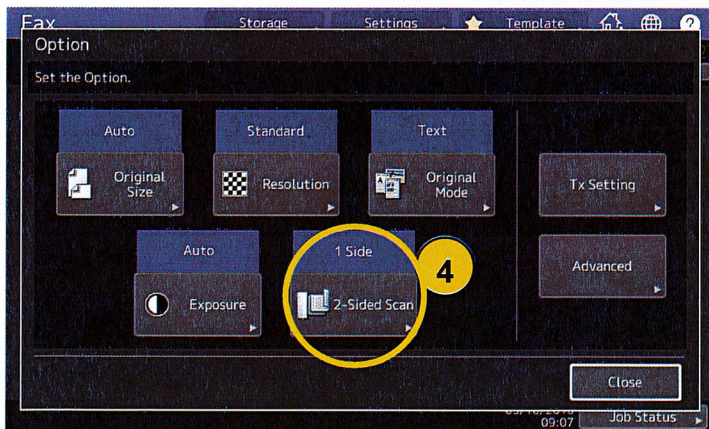 Fax
Storage Settings Template ?
Option
Set the Option.
Auto Standard Text
Original Size
Resolution
Original Mode
Tx Setting
Auto 1 Side
4
Exposure
2-Sided Scan
Advanced
Close
09:07
Job Status